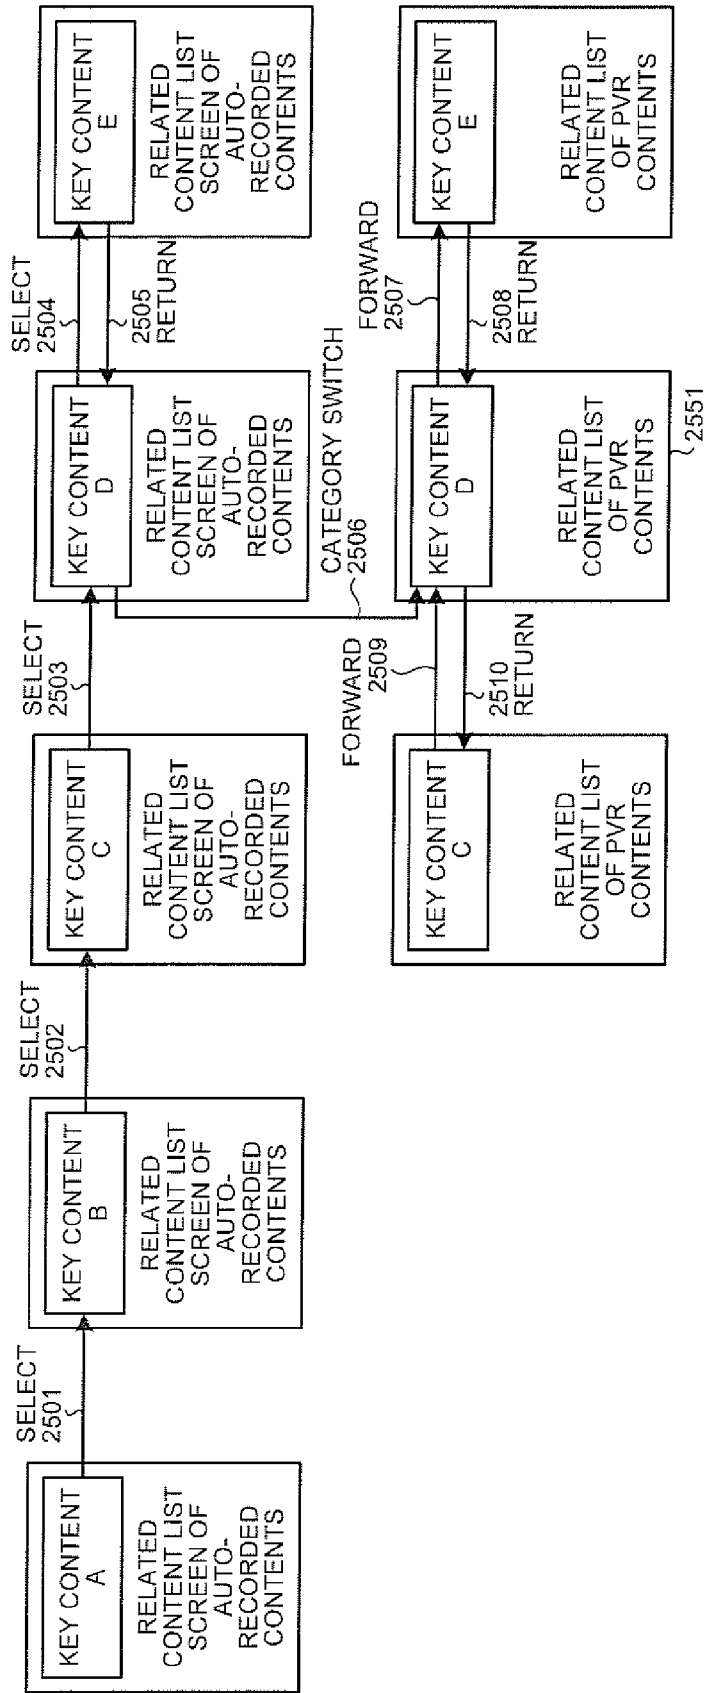 KEY CONTENT
A
RELATED
CONTENT LIST
SCREEN OF
AUTO-
RECORDED
CONTENTS
SELECT
2501
KEY CONTENT
B
RELATED
CONTENT LIST
SCREEN OF
AUTO-
RECORDED
CONTENTS
SELECT
2502
KEY CONTENT
C
RELATED
CONTENT LIST
SCREEN OF
AUTO-
RECORDED
CONTENTS
SELECT
2503
KEY CONTENT
D
RELATED
CONTENT LIST
SCREEN OF
AUTO-
RECORDED
CONTENTS
SELECT
2504
2505
RETURN
KEY CONTENT
E
RELATED
CONTENT LIST
SCREEN OF
AUTO-
RECORDED
CONTENTS
CATEGORY SWITCH
2506
KEY CONTENT
C
RELATED
CONTENT LIST
OF PVR
CONTENTS
FORWARD
2509
2510
RETURN
KEY CONTENT
D
RELATED
CONTENT LIST
OF PVR
CONTENTS
2551
FORWARD
2507
2508
RETURN
KEY CONTENT
E
RELATED
CONTENT LIST
OF PVR
CONTENTS